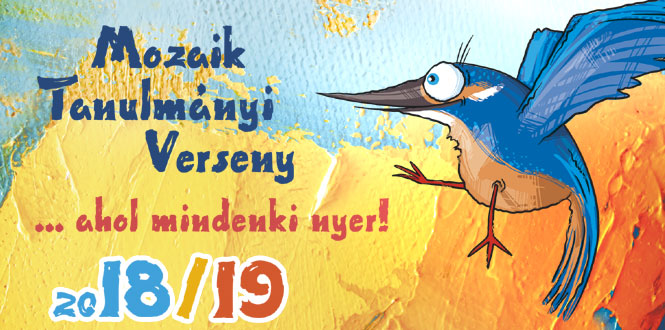 Mozaik
Tanulmányi
Verseny
... ahol mindenki nyer!
2018/19